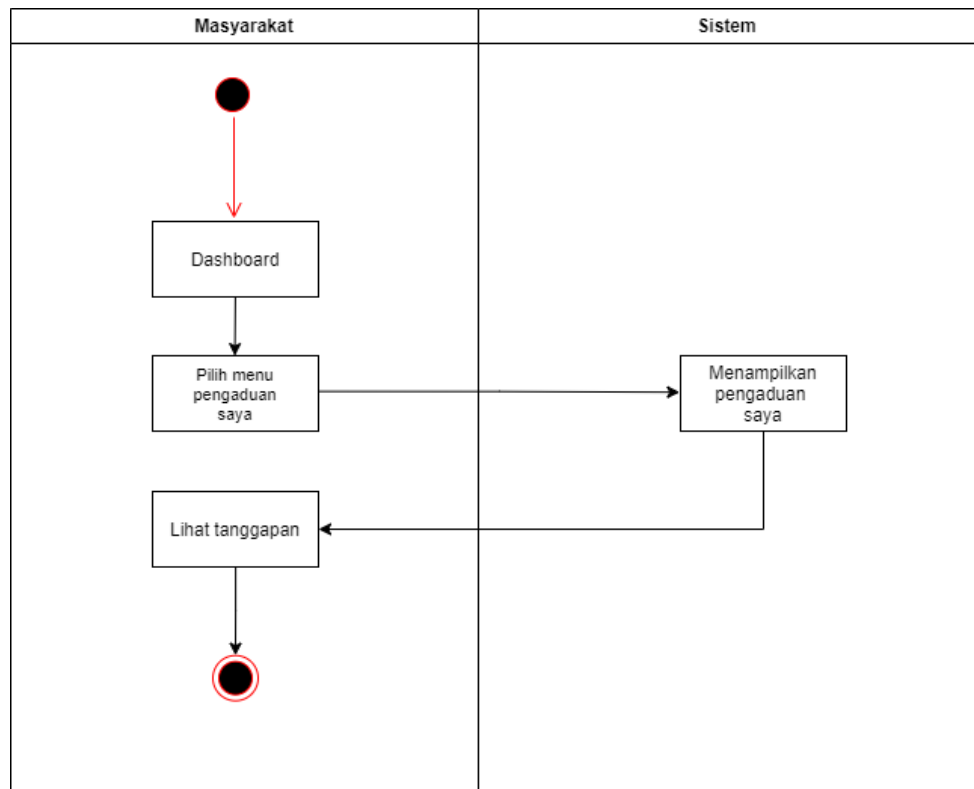 Masyarakat
Sistem
Dashboard
Pilih menu
pengaduan
saya
Menampilkan
pengaduan
saya
Lihat tanggapan